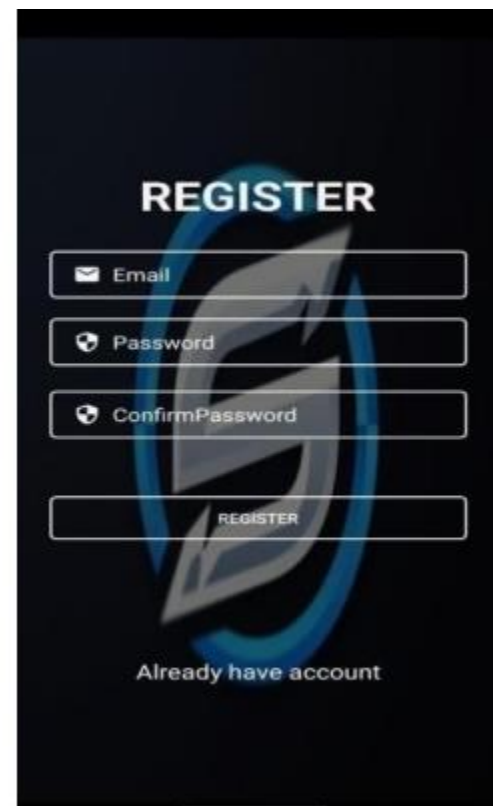 REGISTER
Email
Password
ConfirmPassword
REGISTER
Already have account